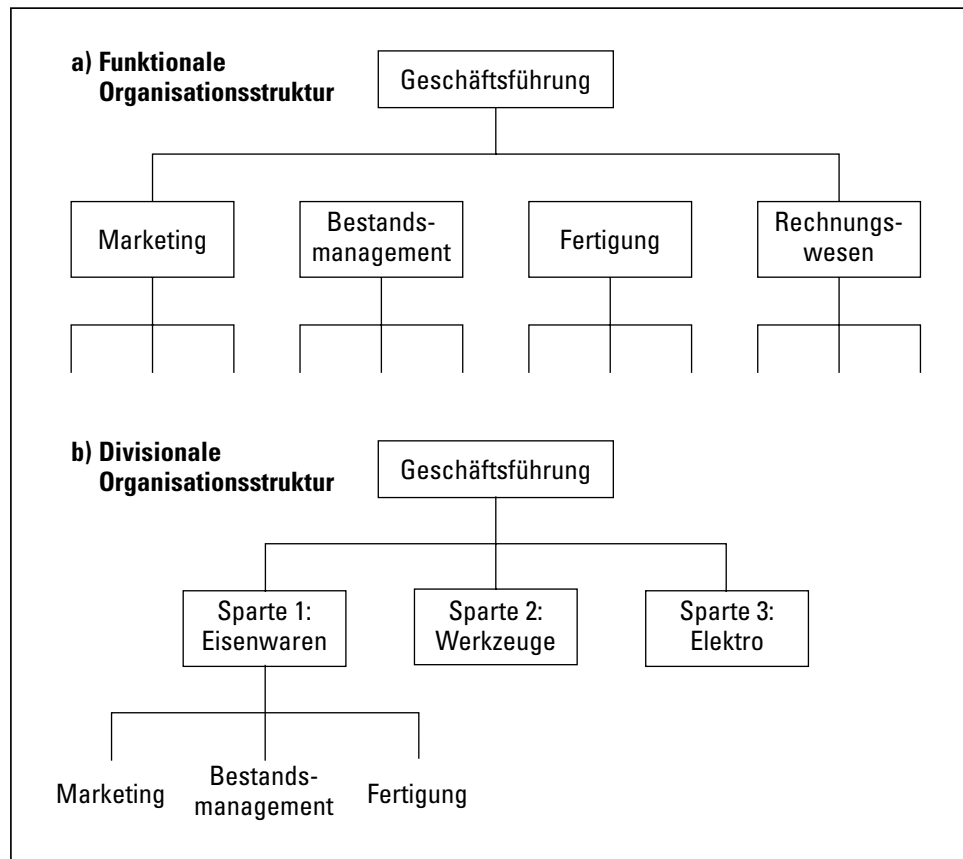 a) Funktionale
Organisationsstruktur
Geschäftsführung
Marketing
Bestands-
management
Fertigung
Rechnungs-
wesen
b) Divisionale
Organisationsstruktur
Geschäftsführung
Sparte 1:
Eisenwaren
Sparte 2:
Werkzeuge
Sparte 3:
Elektro
Marketing
Bestands-
management
Fertigung